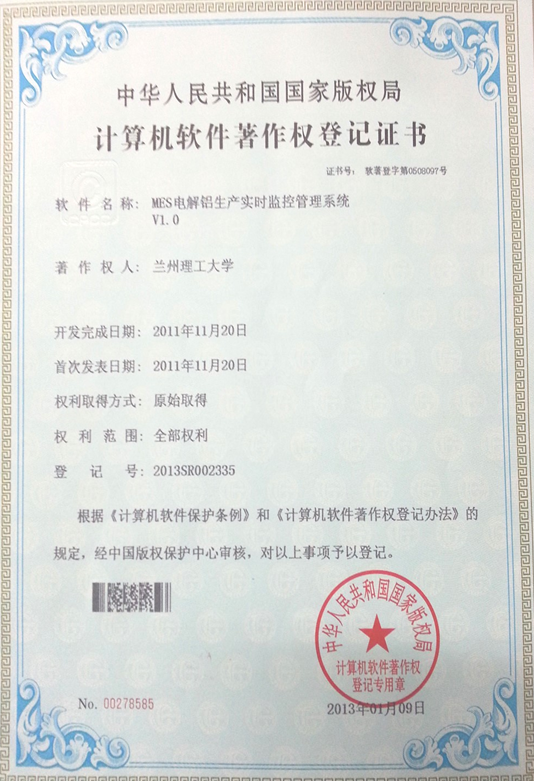 中华人民共和国国家版权局
计算机软件著作权登记证书
证书号： 软著登字第0508097号
软件名称： MES电解铝生产实时监控管理系统
V1.0
著作权人： 兰州理工大学
开发完成日期： 2011年11月20日
首次发表日期： 2011年11月20日
权利取得方式： 原始取得
权利范围： 全部权利
登记号： 2013SR002335
根据《计算机软件保护条例》和《计算机软件著作权登记办法》的
规定，经中国版权保护中心审核，对以上事项予以登记。
中华人民共和国国家版权局
计算机软件著作权
登记专用章
No. 00278585
2013年01月09日